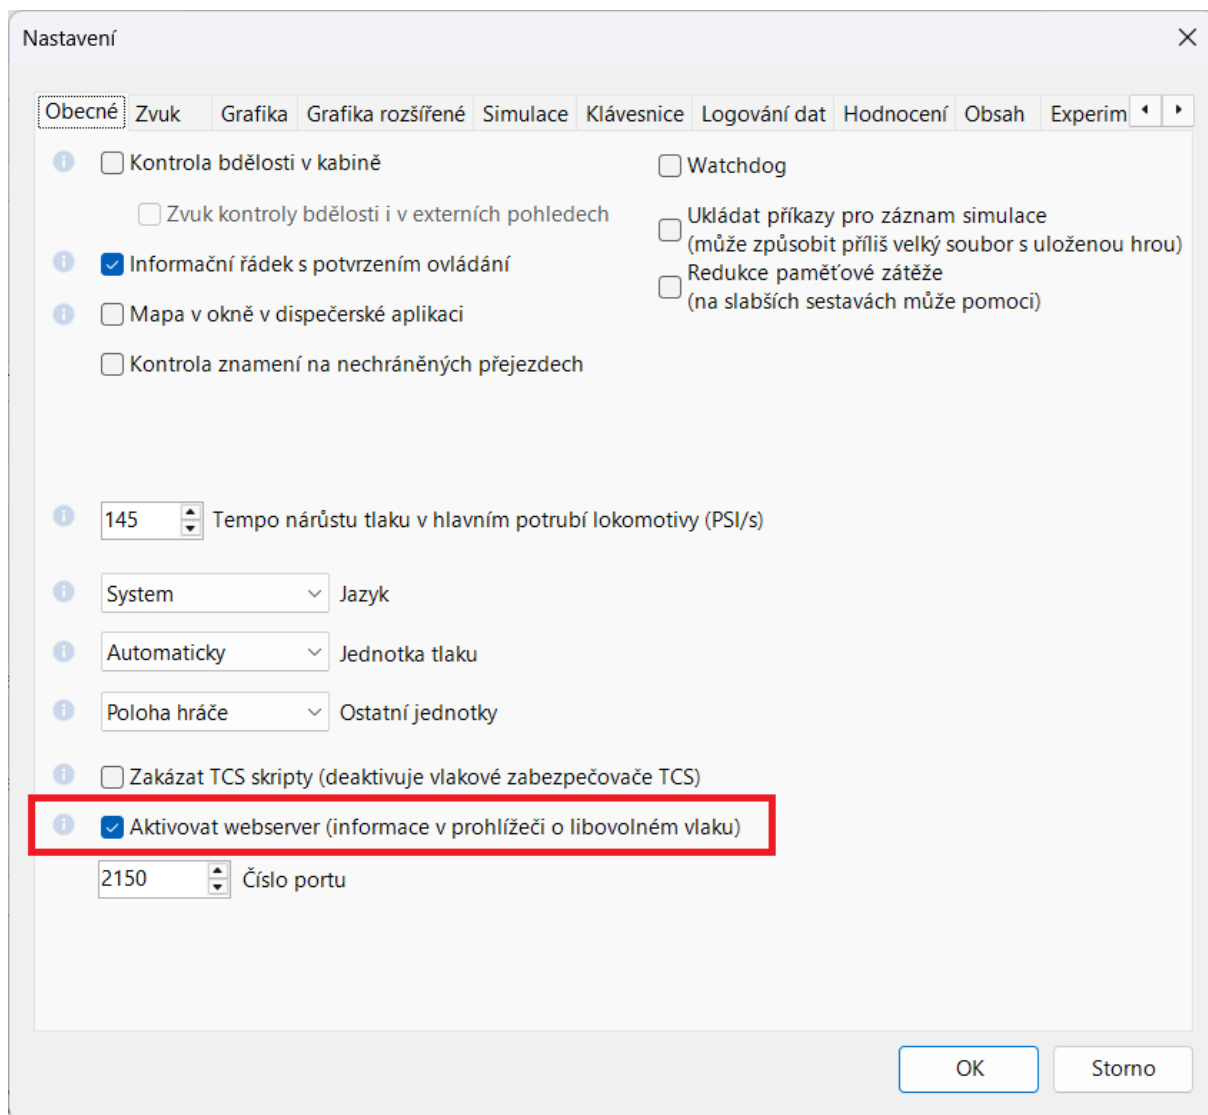 Nastavení
Obecné Zvuk Grafika Grafika rozšířené Simulace Klávesnice Logování dat Hodnocení Obsah Experim
Kontrola bdělosti v kabině
Zvuk kontroly bdělosti i v externích pohledech
Informační řádek s potvrzením ovládání
Mapa v okně v dispečerské aplikaci
Kontrola znamení na nechráněných přejezdech
Watchdog
Ukládat příkazy pro záznam simulace
(může způsobit příliš velký soubor s uloženou hrou)
Redukce paměťové zátěže
(na slabších sestavách může pomoci)
145 Tempo nárůstu tlaku v hlavním potrubí lokomotivy (PSI/s)
System Jazyk
Automaticky Jednotka tlaku
Poloha hráče Ostatní jednotky
Zakázat TCS skripty (deaktivuje vlakové zabezpečovače TCS)
Aktivovat webserver (informace v prohlížeči o libovolném vlaku)
2150 Číslo portu
OK Storno